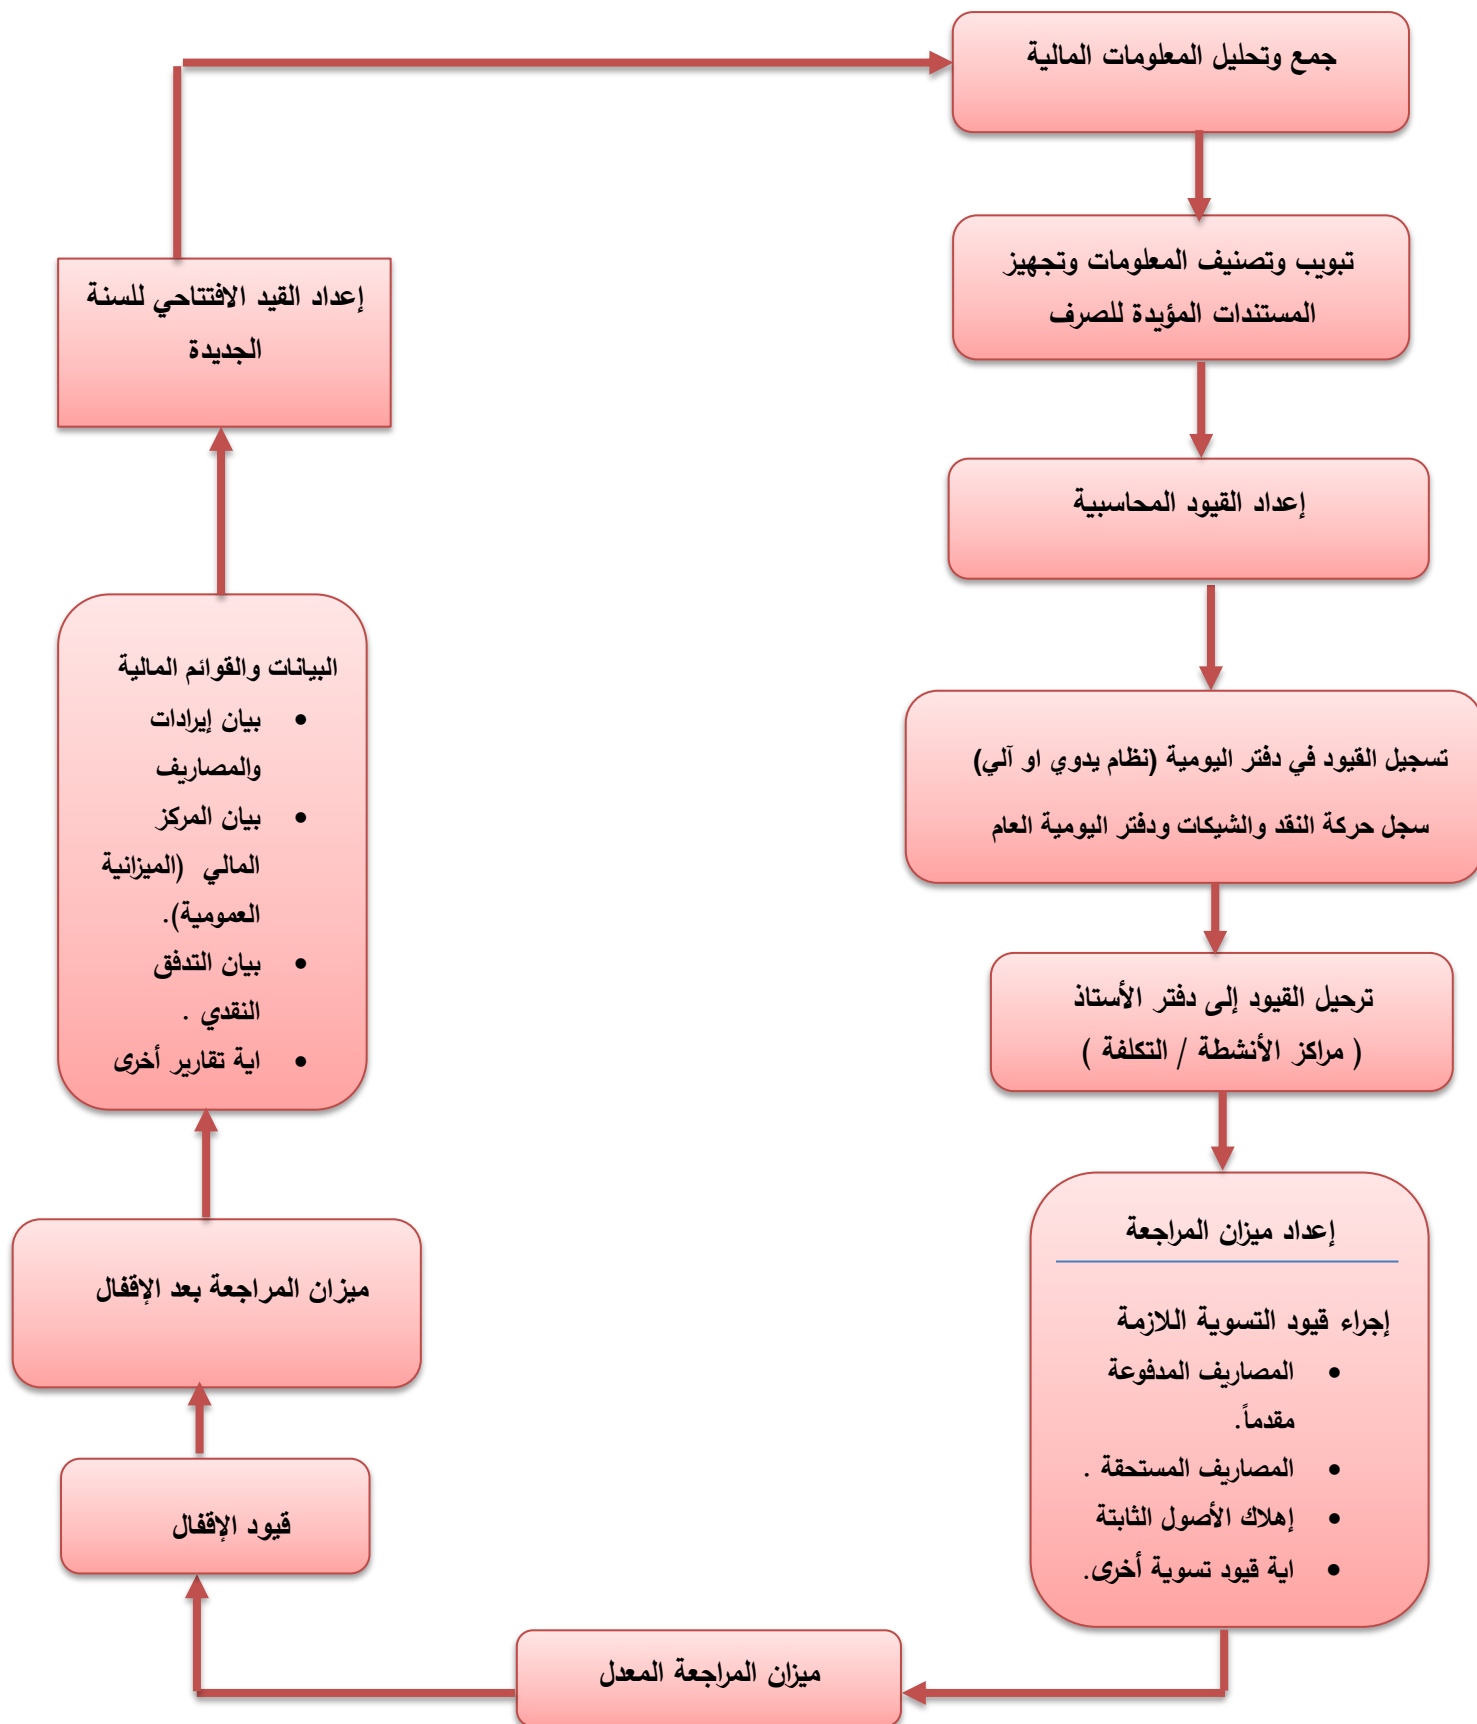 جمع وتحليل المعلومات المالية
تبويب وتصنيف المعلومات وتجهيز
المستندات المؤيدة للصرف
إعداد القيود المحاسبية
تسجيل القيود في دفتر اليومية (نظام يدوي او آلي)
سجل حركة النقد والشيكات ودفتر اليومية العام
ترحيل القيود إلى دفتر الأستاذ
( مراكز الأنشطة / التكلفة )
إعداد ميزان المراجعة
إجراء قيود التسوية اللازمة
• المصاريف المدفوعة
مقدماً.
• المصاريف المستحقة .
• إهلاك الأصول الثابتة
• اية قيود تسوية أخرى.
ميزان المراجعة المعدل
قيود الإقفال
ميزان المراجعة بعد الإقفال
البيانات والقوائم المالية
• بيان إيرادات
والمصاريف
• بيان المركز
المالي (الميزانية
العمومية).
• بيان التدفق
النقدي .
• اية تقارير أخرى
إعداد القيد الافتتاحي للسنة
الجديدة